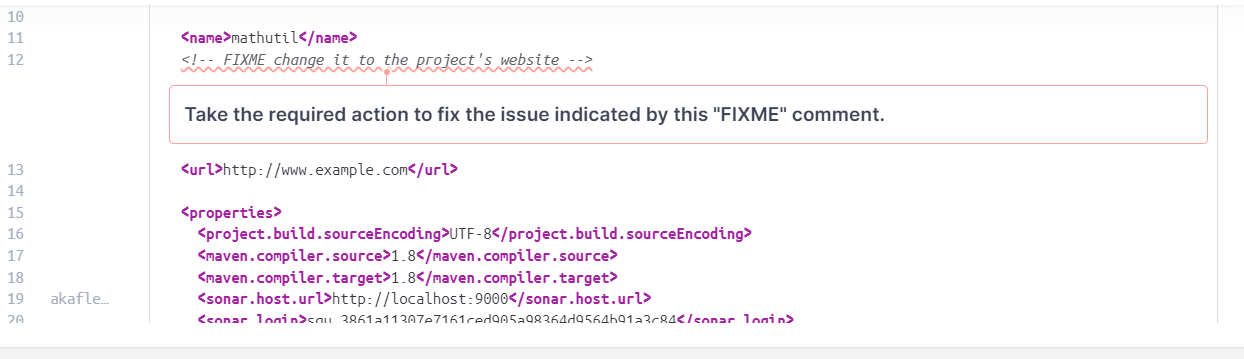 10
11 <name>mathutil</name>
12 <!-- FIXME change it to the project's website -->
Take the required action to fix the issue indicated by this "FIXME" comment.
13 <url>http://www.example.com</url>
14
15 <properties>
16 <project.build.sourceEncoding>UTF-8</project.build.sourceEncoding>
17 <maven.compiler.source>1.8</maven.compiler.source>
18 <maven.compiler.target>1.8</maven.compiler.target>
19 akafle… <sonar.host.url>http://localhost:9000</sonar.host.url>
20 <sonar.login>squ_3861a11307e7161ced905a98364d9564b91a3c84</sonar.login>